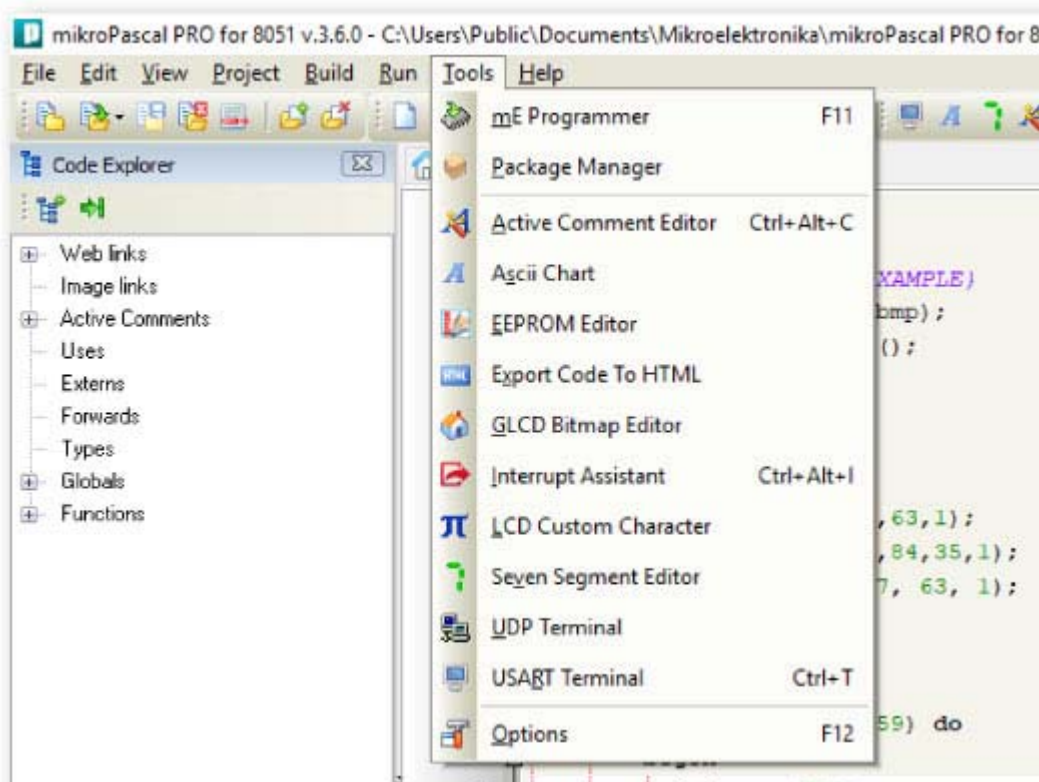 mikroPascal PRO for 8051 v.3.6.0 - C:\Users\Public\Documents\Mikroelektronika\mikroPascal PRO for 8
File Edit View Project Build Run Tools Help
Code Explorer
Web links
Image links
Active Comments
Uses
Externs
Forwards
Types
Globals
Functions
mE Programmer F11
Package Manager
Active Comment Editor Ctrl+Alt+C
Ascii Chart
EEPROM Editor
Export Code To HTML
GLCD Bitmap Editor
Interrupt Assistant Ctrl+Alt+I
LCD Custom Character
Seven Segment Editor
UDP Terminal
USART Terminal Ctrl+T
Options F12
XAMPLE}
bmp);
();
,63,1);
,84,35,1);
7, 63, 1);
59) do